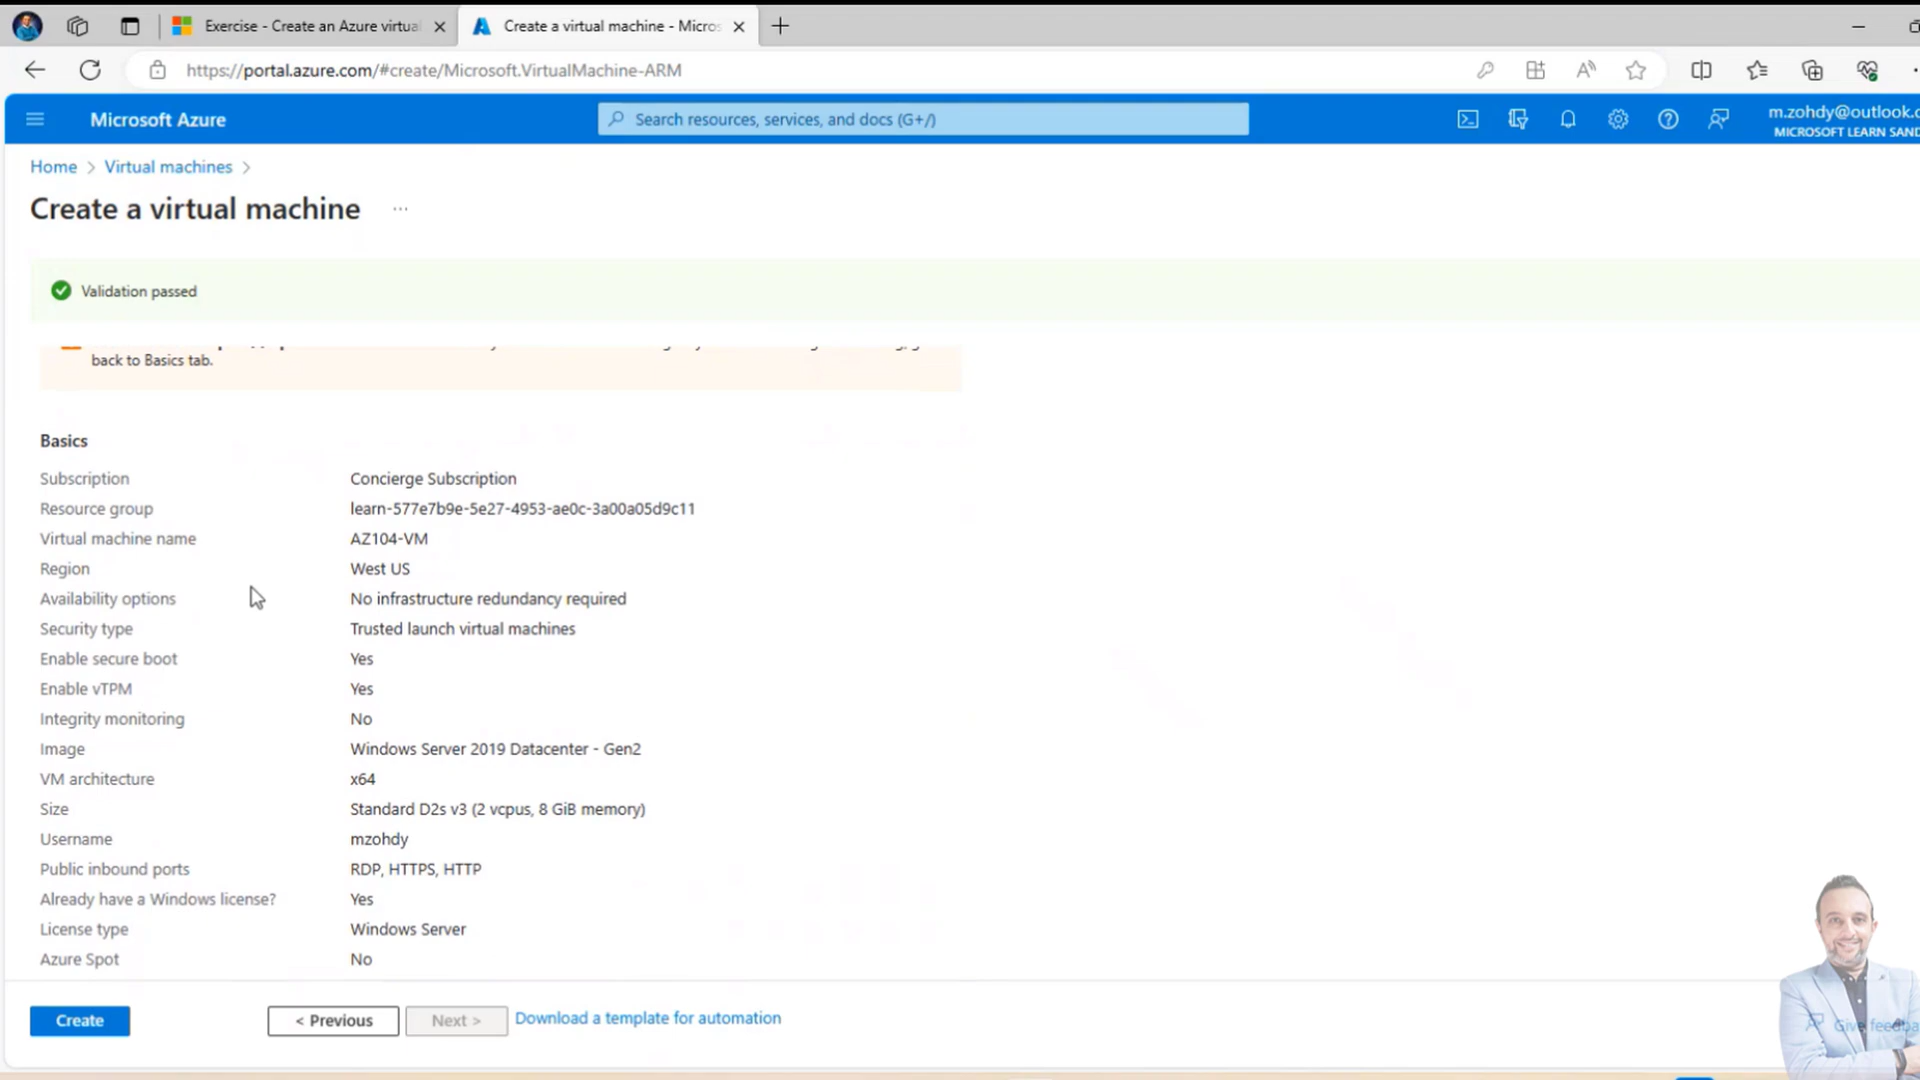 Exercise - Create an Azure virtual
Create a virtual machine - Micros
https://portal.azure.com/#create/Microsoft.VirtualMachine-ARM
Microsoft Azure
Search resources, services, and docs (G+/)
m.zohdy@outlook.c
MICROSOFT LEARN SAND
Home > Virtual machines >
Create a virtual machine ...
Validation passed
back to Basics tab.
Basics
Subscription Concierge Subscription
Resource group learn-577e7b9e-5e27-4953-ae0c-3a00a05d9c11
Virtual machine name AZ104-VM
Region West US
Availability options No infrastructure redundancy required
Security type Trusted launch virtual machines
Enable secure boot Yes
Enable vTPM Yes
Integrity monitoring No
Image Windows Server 2019 Datacenter - Gen2
VM architecture x64
Size Standard D2s v3 (2 vcpus, 8 GiB memory)
Username mzohdy
Public inbound ports RDP, HTTPS, HTTP
Already have a Windows license? Yes
License type Windows Server
Azure Spot No
Create < Previous Next > Download a template for automation
Give feedba